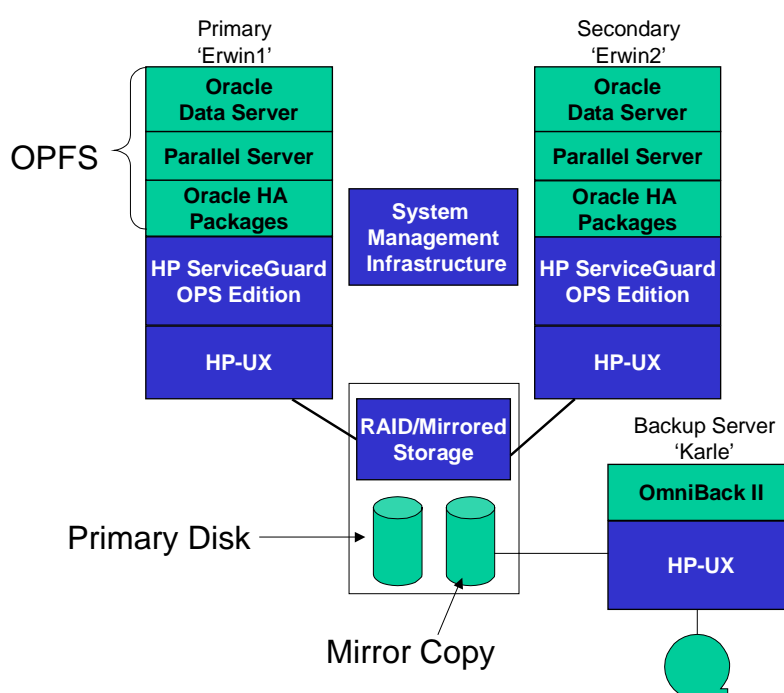 Primary
‘Erwin1’
Oracle
Data Server
Parallel Server
Oracle HA
Packages
HP ServiceGuard
OPS Edition
HP-UX
OPFS
System
Management
Infrastructure
Secondary
‘Erwin2’
Oracle
Data Server
Parallel Server
Oracle HA
Packages
HP ServiceGuard
OPS Edition
HP-UX
RAID/Mirrored
Storage
Primary Disk
Mirror Copy
Backup Server
‘Karle’
OmniBack II
HP-UX